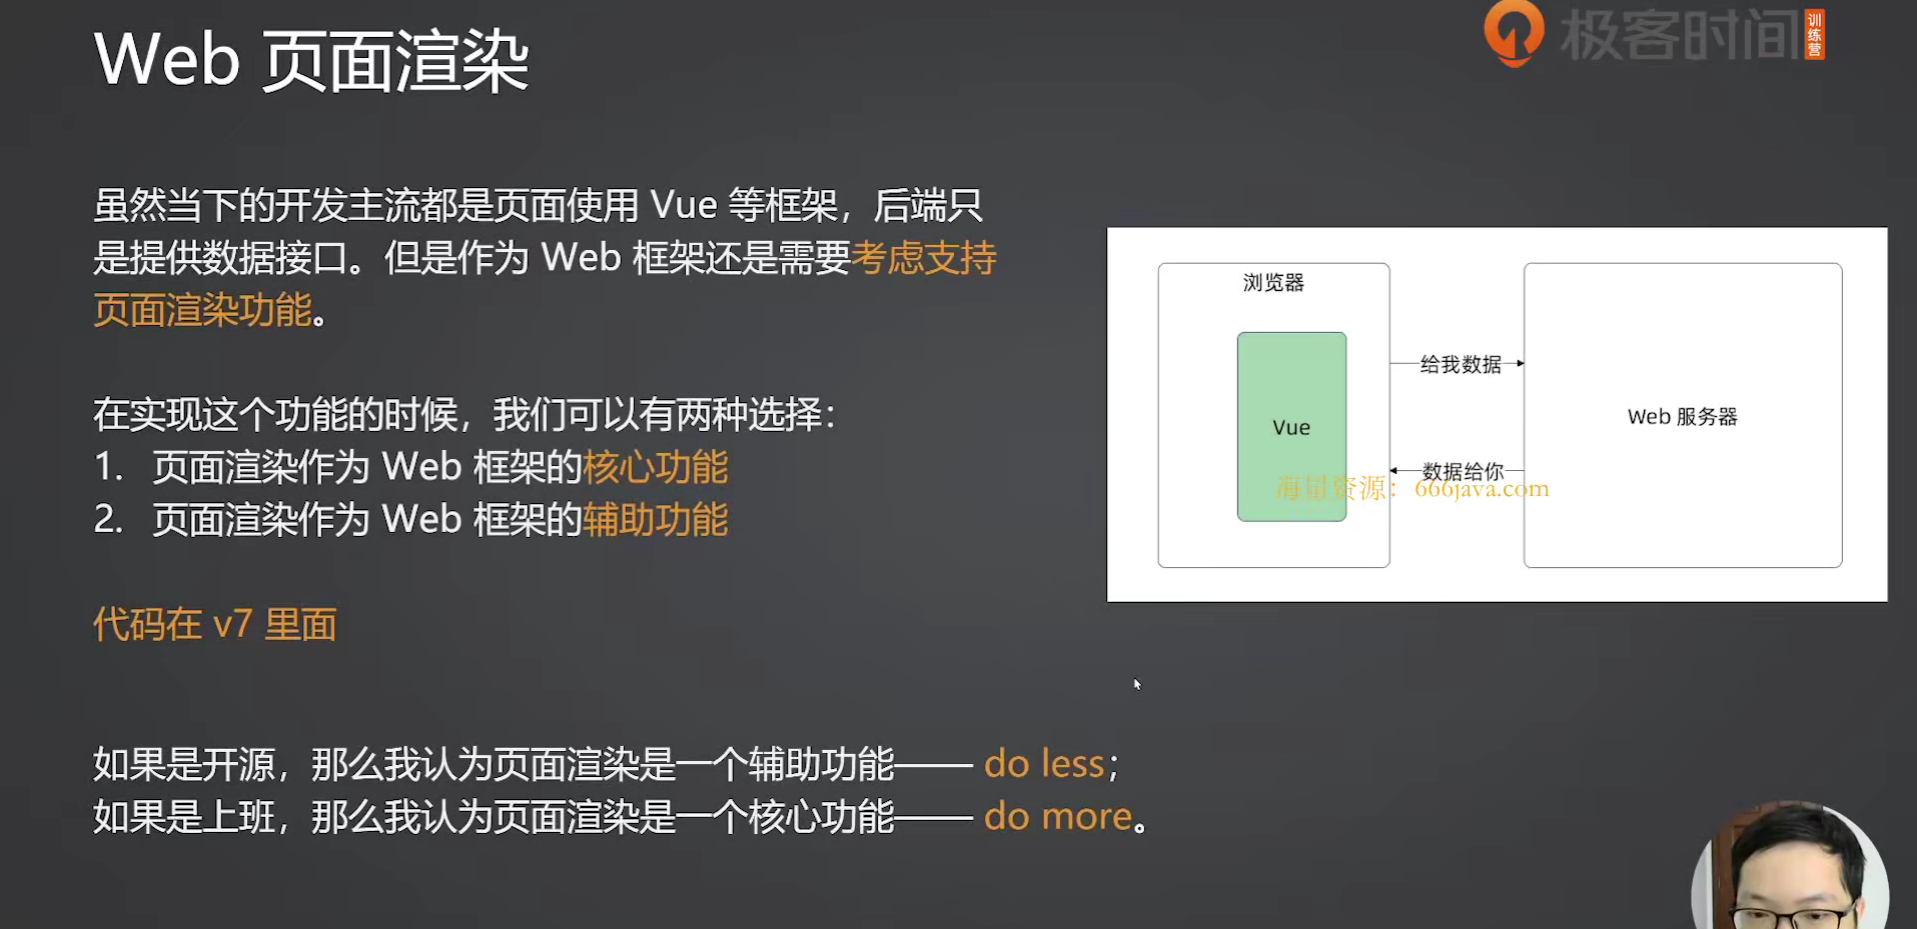 Web 页面渲染
极客时间
训练营
虽然当下的开发主流都是页面使用 Vue 等框架，后端只
是提供数据接口。但是作为 Web 框架还是需要考虑支持
页面渲染功能。
在实现这个功能的时候，我们可以有两种选择：
1. 页面渲染作为 Web 框架的核心功能
2. 页面渲染作为 Web 框架的辅助功能
代码在 v7 里面
浏览器
Vue
给我数据
数据给你
Web 服务器
海量资源：666java.com
如果是开源，那么我认为页面渲染是一个辅助功能—— do less；
如果是上班，那么我认为页面渲染是一个核心功能—— do more。